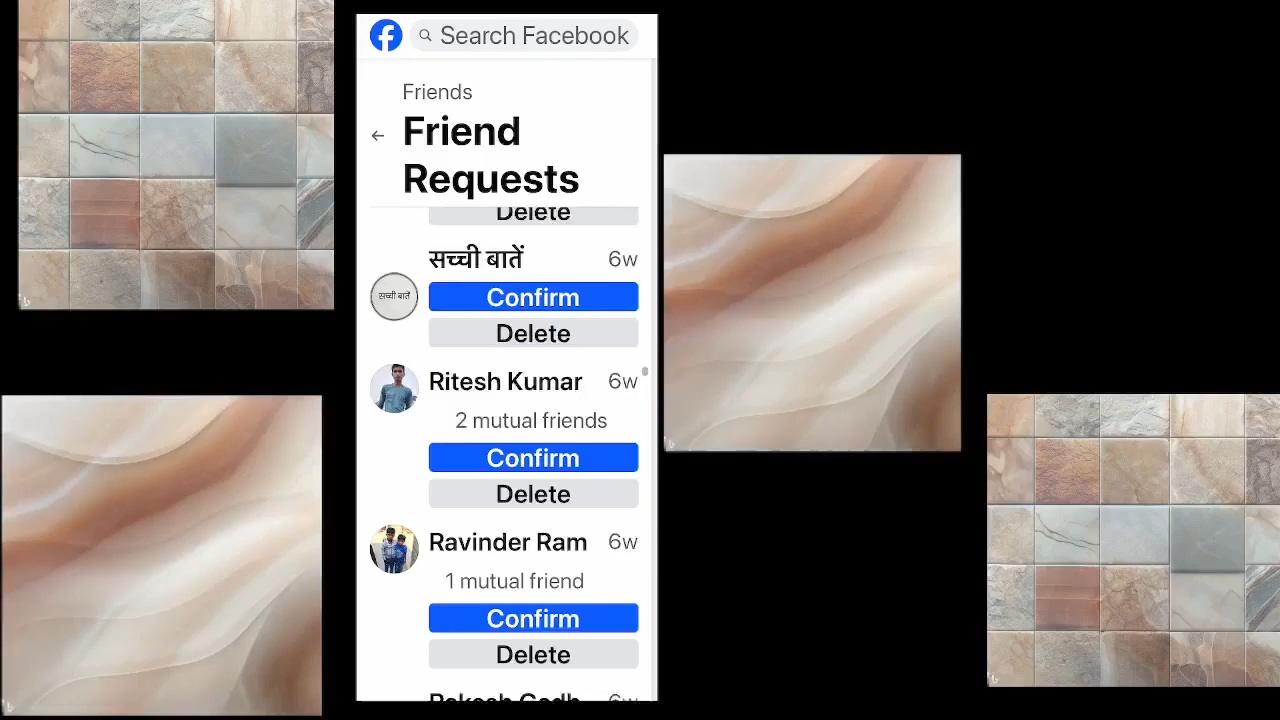 Search Facebook
Friends
Friend
Requests
Delete
सच्ची बातें 6w
सच्ची बातें
Confirm
Delete
Ritesh Kumar 6w
2 mutual friends
Confirm
Delete
Ravinder Ram 6w
1 mutual friend
Confirm
Delete
6w